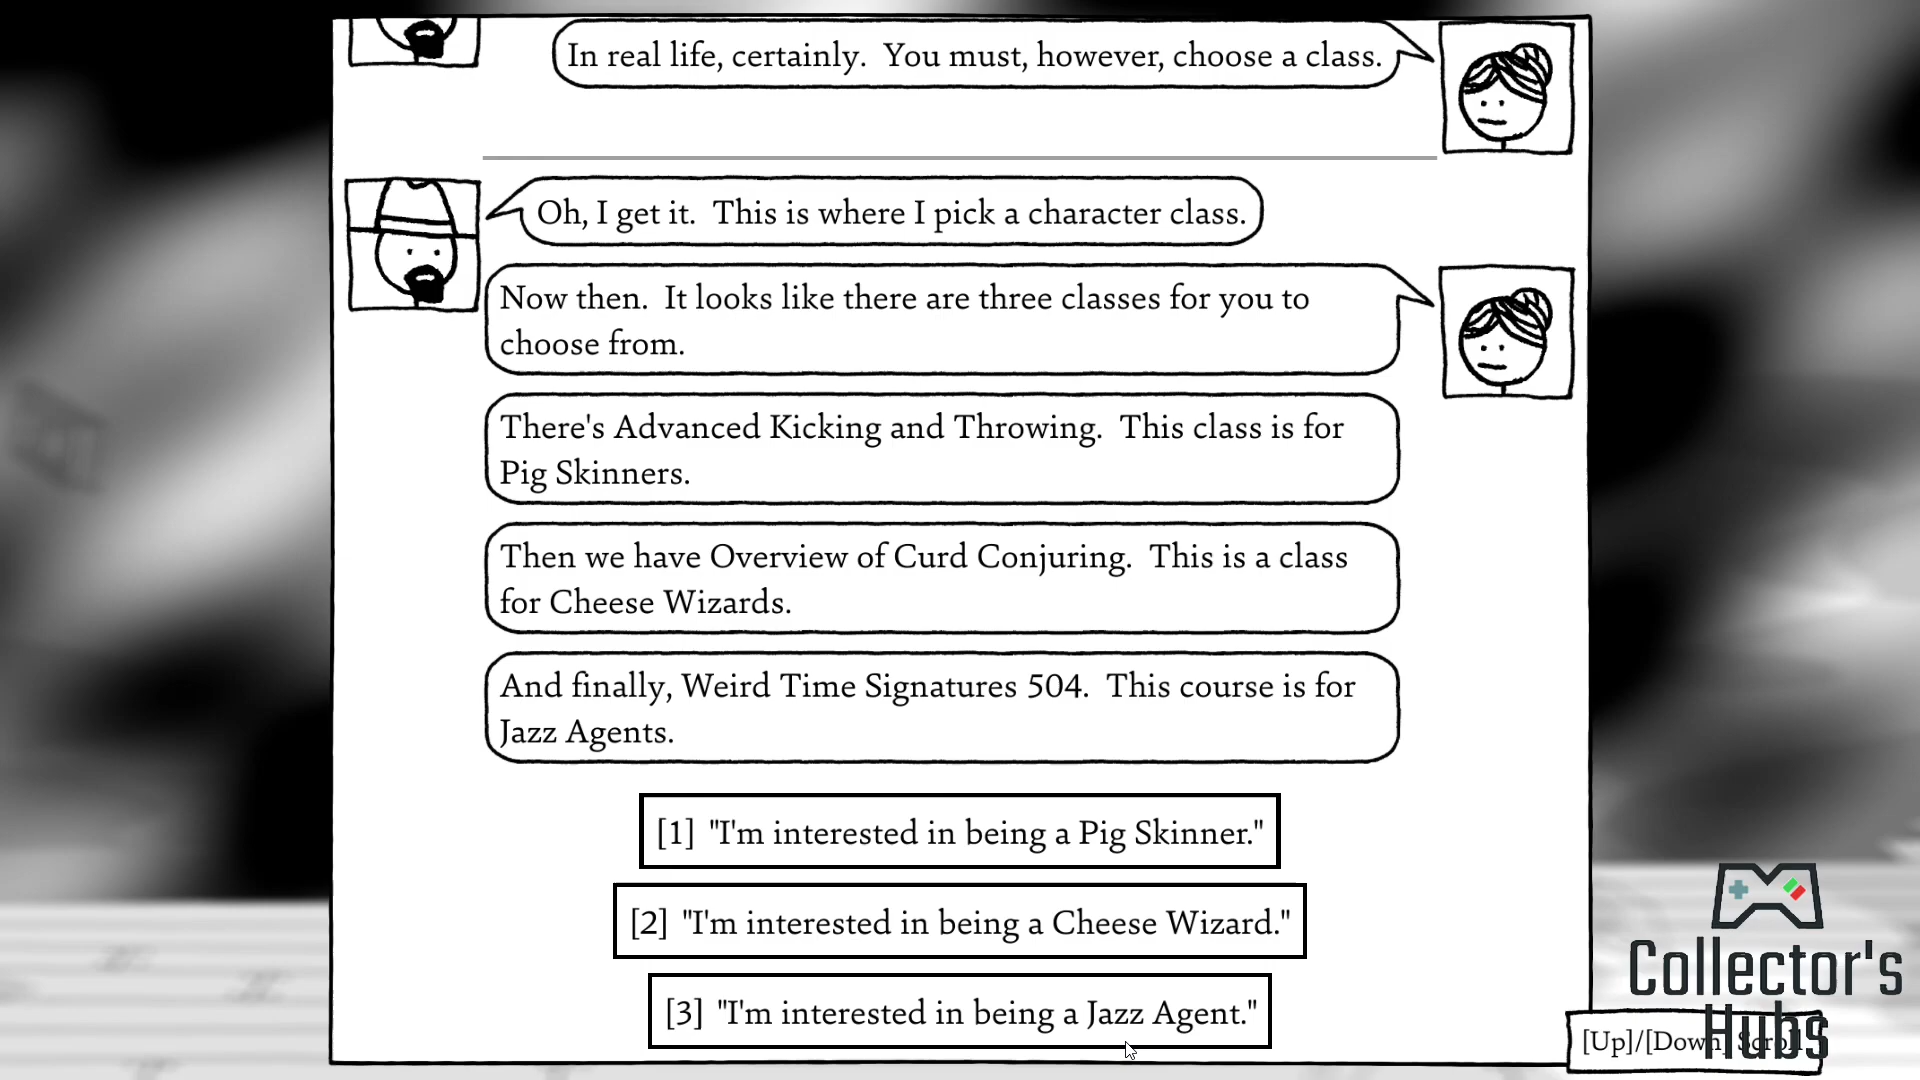 In real life, certainly.  You must, however, choose a class.
Oh, I get it.  This is where I pick a character class.
Now then.  It looks like there are three classes for you to
choose from.
There's Advanced Kicking and Throwing.  This class is for
Pig Skinners.
Then we have Overview of Curd Conjuring.  This is a class
for Cheese Wizards.
And finally, Weird Time Signatures 504.  This course is for
Jazz Agents.
[1] "I'm interested in being a Pig Skinner."
[2] "I'm interested in being a Cheese Wizard."
[3] "I'm interested in being a Jazz Agent."
Collector's
Hubs
[Up]/[Down] Scroll